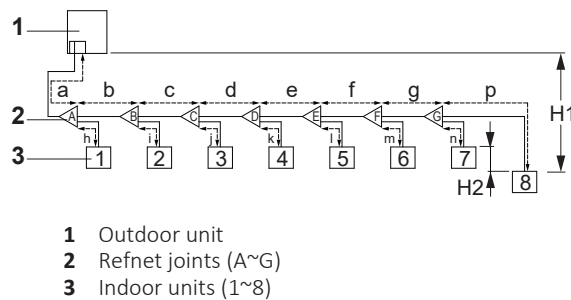 1
a b c d e f g p
H1
2 A B C D E F G
h i j k l m n
3 1 2 3 4 5 6 7
H2 8
1 Outdoor unit
2 Refnet joints (A~G)
3 Indoor units (1~8)